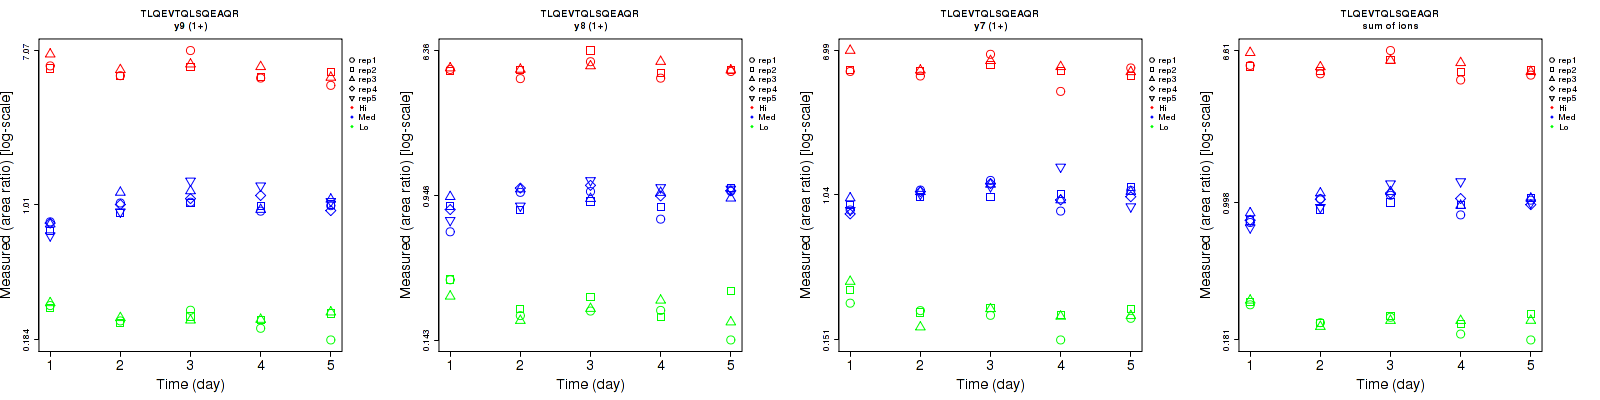 TLQEVTQLSQEAQR
y9 (1+)
Measured (area ratio) [log-scale]
7.07
1.01
0.184
1 2 3 4 5
Time (day)
rep1
rep2
rep3
rep4
rep5
Hi
Med
Lo
TLQEVTQLSQEAQR
y8 (1+)
Measured (area ratio) [log-scale]
6.36
0.946
0.143
1 2 3 4 5
Time (day)
rep1
rep2
rep3
rep4
rep5
Hi
Med
Lo
TLQEVTQLSQEAQR
y7 (1+)
Measured (area ratio) [log-scale]
6.99
1.04
0.151
1 2 3 4 5
Time (day)
rep1
rep2
rep3
rep4
rep5
Hi
Med
Lo
TLQEVTQLSQEAQR
sum of ions
Measured (area ratio) [log-scale]
6.61
0.998
0.181
1 2 3 4 5
Time (day)
rep1
rep2
rep3
rep4
rep5
Hi
Med
Lo